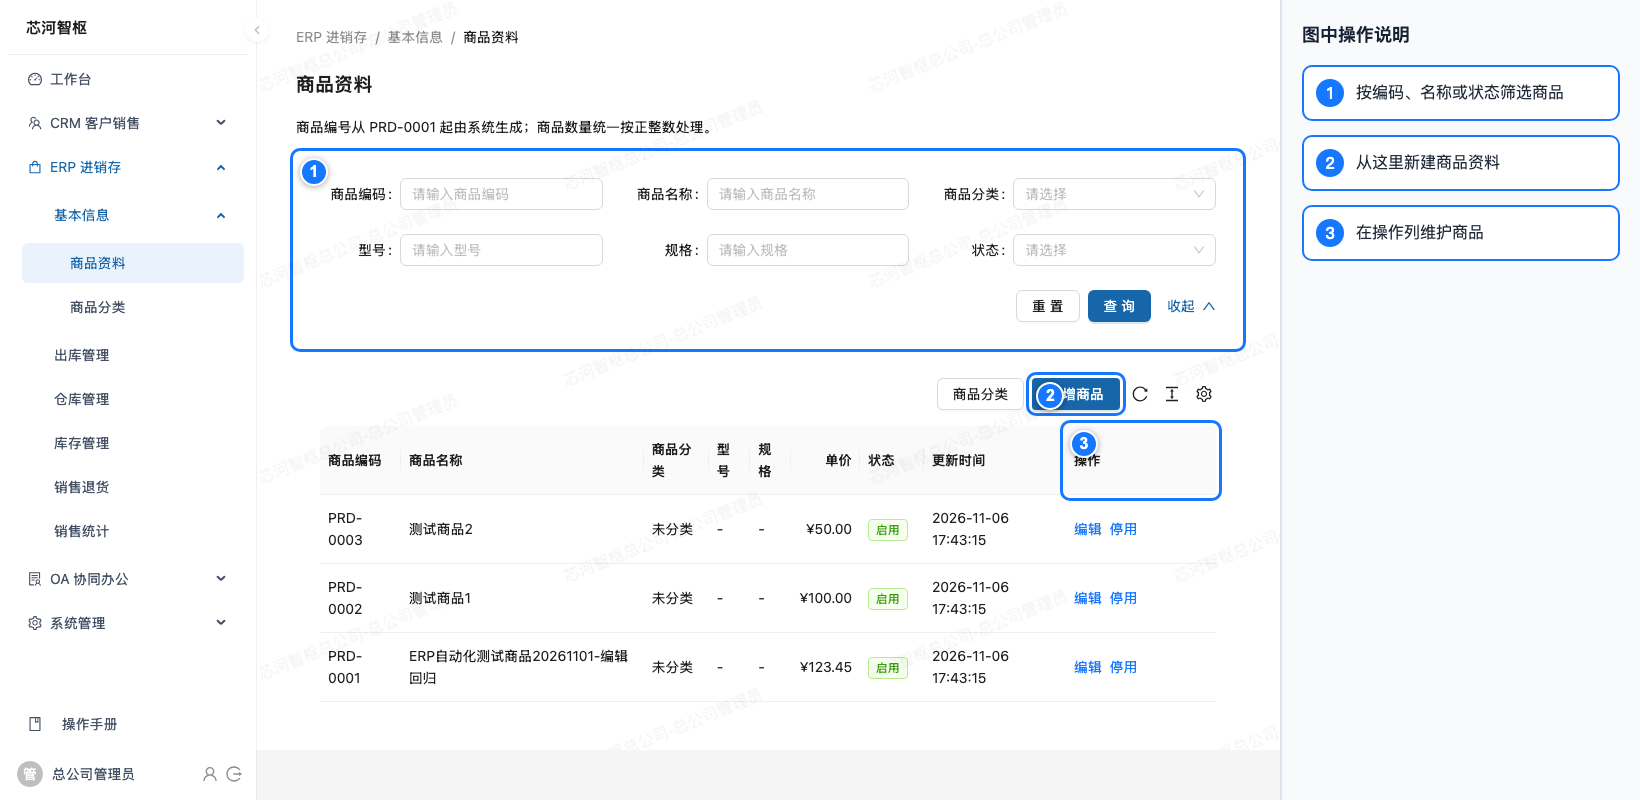 芯河智枢
工作台
CRM 客户销售
ERP 进销存
基本信息
商品资料
商品分类
出库管理
仓库管理
库存管理
销售退货
销售统计
OA 协同办公
系统管理
操作手册
管 总公司管理员
ERP 进销存 / 基本信息 / 商品资料
商品资料
商品编号从 PRD-0001 起由系统生成；商品数量统一按正整数处理。
1
商品编码： 请输入商品编码 商品名称： 请输入商品名称 商品分类： 请选择
型号： 请输入型号 规格： 请输入规格 状态： 请选择
重 置 查 询 收起
商品分类 2 增商品
3
商品编码 商品名称 商品分类 型号 规格 单价 状态 更新时间 操作
PRD-0003 测试商品2 未分类 - - ¥50.00 启用 2026-11-06 17:43:15 编辑 停用
PRD-0002 测试商品1 未分类 - - ¥100.00 启用 2026-11-06 17:43:15 编辑 停用
PRD-0001 ERP自动化测试商品20261101-编辑回归 未分类 - - ¥123.45 启用 2026-11-06 17:43:15 编辑 停用
芯河智枢总公司-总公司管理员
图中操作说明
1 按编码、名称或状态筛选商品
2 从这里新建商品资料
3 在操作列维护商品